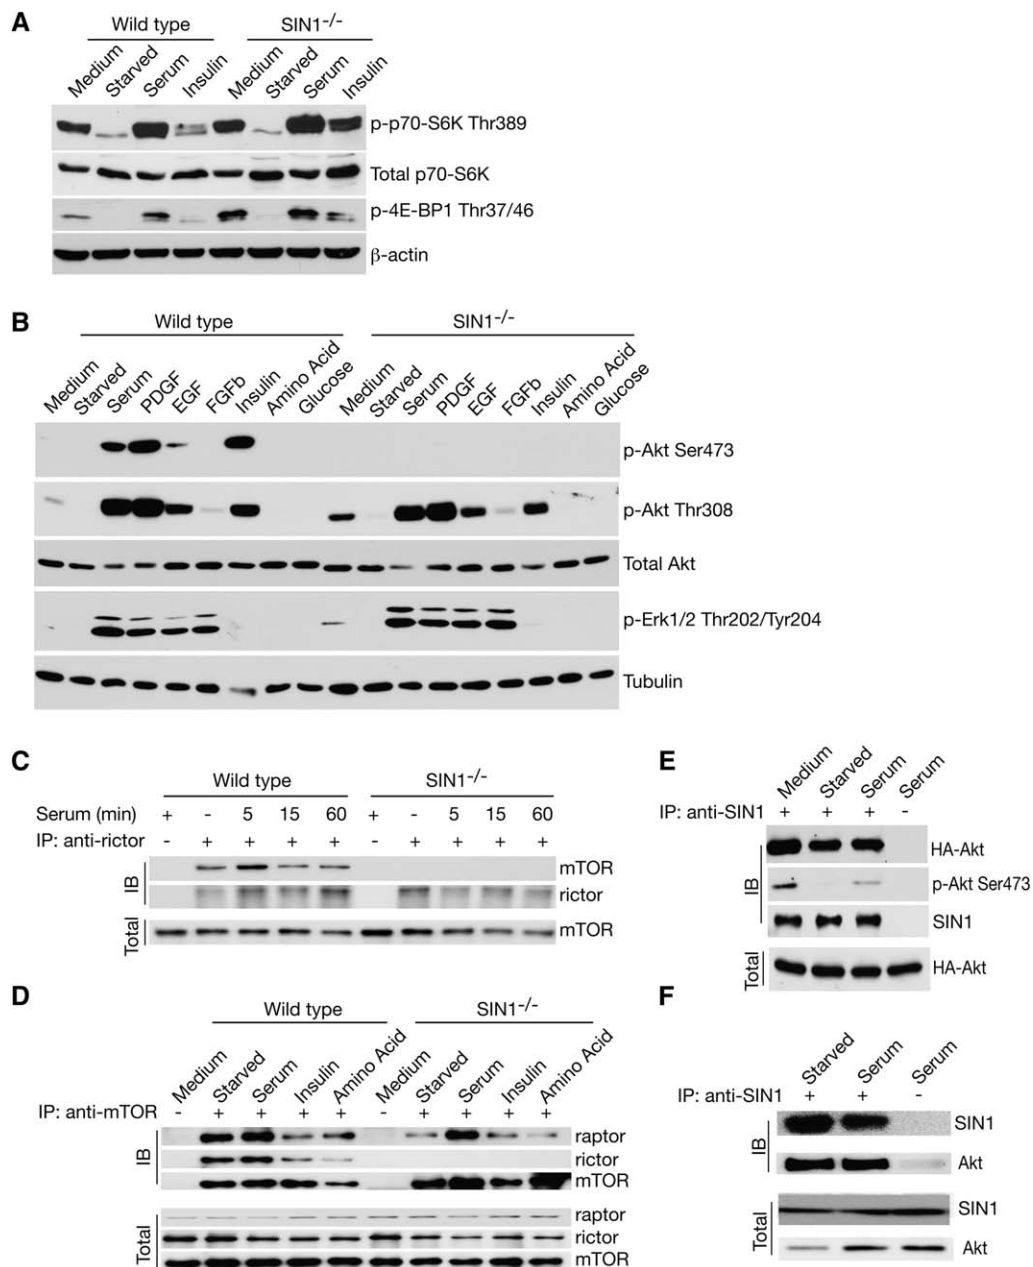 A
Wild type SIN1-/-
Medium Starved Serum Insulin Medium Starved Serum Insulin
p-p70-S6K Thr389
Total p70-S6K
p-4E-BP1 Thr37/46
β-actin
B
Wild type SIN1-/-
Medium Starved Serum PDGF EGF FGFb Insulin Amino Acid Glucose Medium Starved Serum PDGF EGF FGFb Insulin Amino Acid Glucose
p-Akt Ser473
p-Akt Thr308
Total Akt
p-Erk1/2 Thr202/Tyr204
Tubulin
C
Wild type SIN1-/-
Serum (min) + - 5 15 60 + - 5 15 60
IP: anti-rictor - + + + + - + + + +
IB
mTOR
rictor
Total
mTOR
D
Wild type SIN1-/-
Medium Starved Serum Insulin Amino Acid Medium Starved Serum Insulin Amino Acid
IP: anti-mTOR - + + + + - + + + +
IB
raptor
rictor
mTOR
Total
raptor
rictor
mTOR
E
Medium Starved Serum Serum
IP: anti-SIN1 + + + -
IB
HA-Akt
p-Akt Ser473
SIN1
Total
HA-Akt
F
Starved Serum Serum
IP: anti-SIN1 + + -
IB
SIN1
Akt
Total
SIN1
Akt